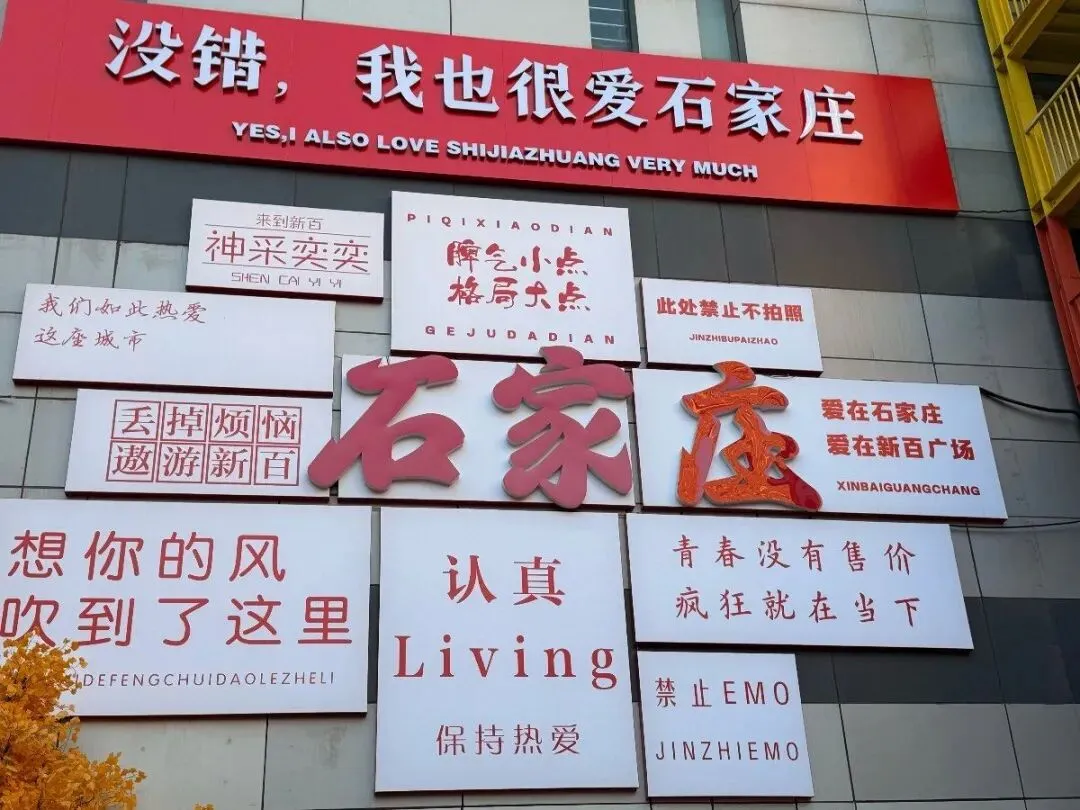 没错，我也很爱石家庄
YES,I ALSO LOVE SHIJIAZHUANG VERY MUCH
来到新百
神采奕奕
SHEN CAI YI YI
PIQIXIAODIAN
脾气小点
格局大点
GEJUDADIAN
此处禁止不拍照
JINZHIBUPAIZHAO
我们如此热爱
这座城市
丢掉烦恼
遨游新百
石家庄
爱在石家庄
爱在新百广场
XINBAIGUANGCHANG
想你的风
吹到了这里
IDEFENGCHUIDAOLEZHELI
认真
Living
保持热爱
青春没有售价
疯狂就在当下
禁止EMO
JINZHIEMO